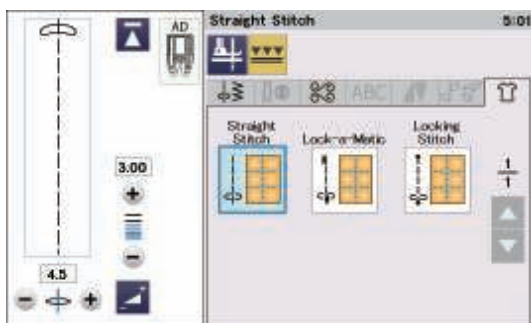 AD
3.00
4.5
Straight Stitch
5:01
ABC
Straight
Stitch
Lock-a-Matic
Locking
Stitch
1
1